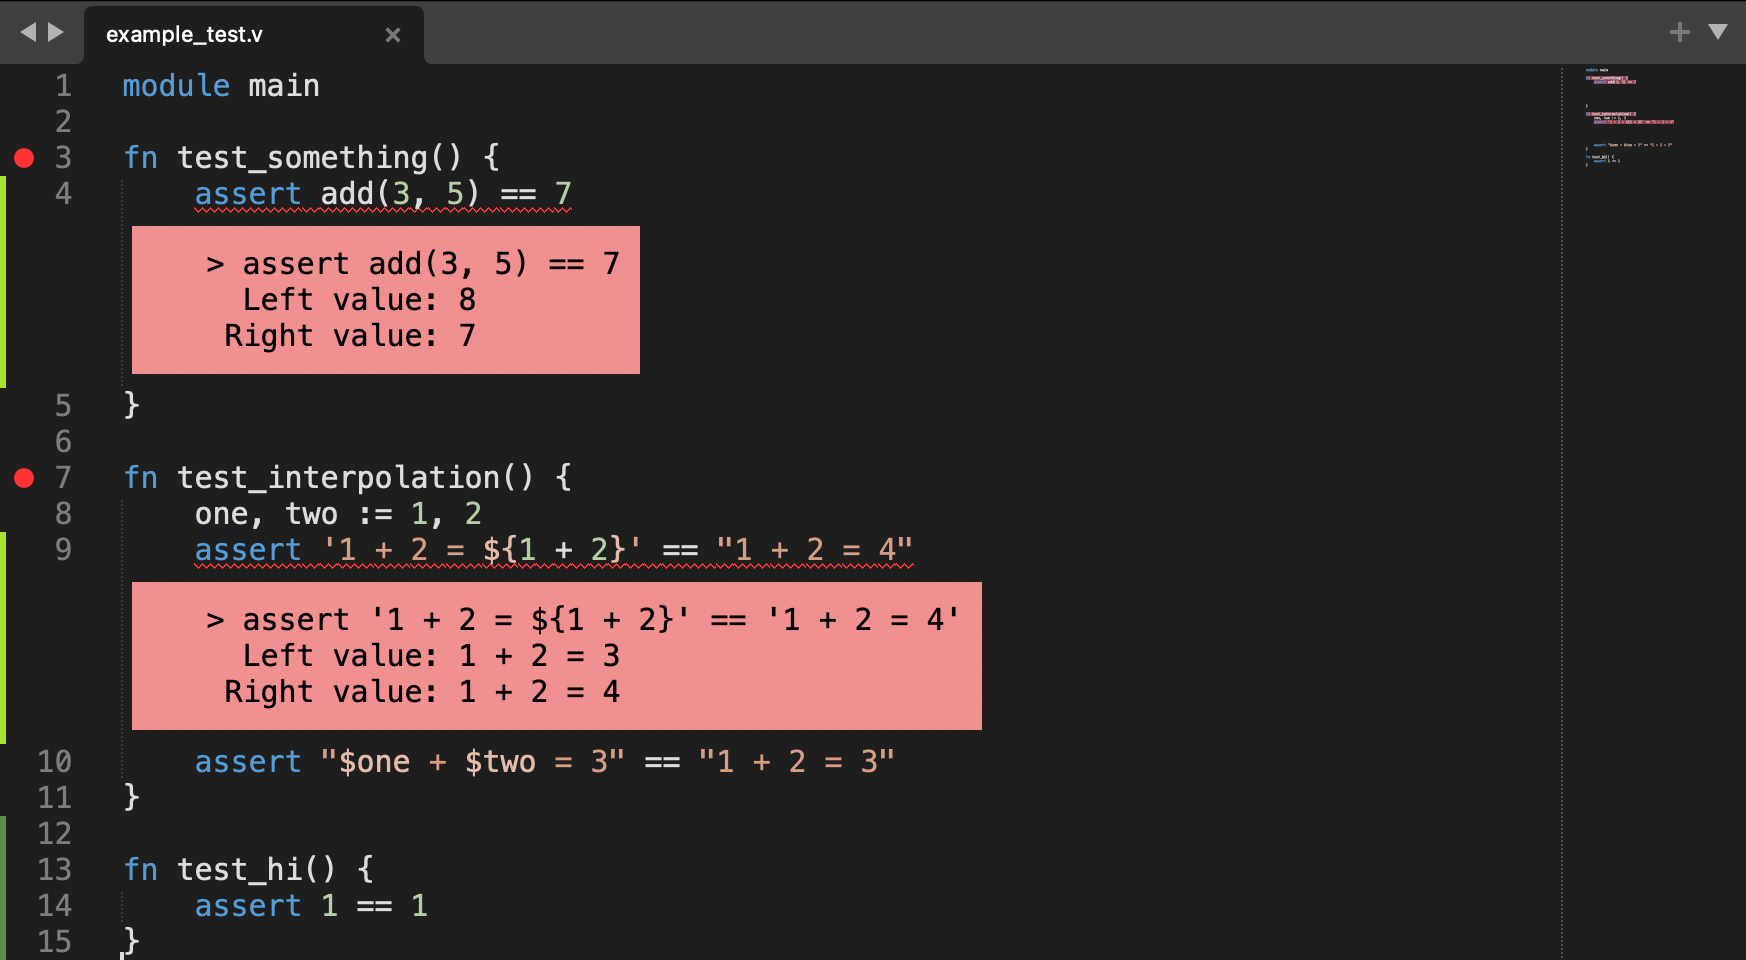 example_test.v ×
1 module main
2
3 fn test_something() {
4 assert add(3, 5) == 7
> assert add(3, 5) == 7
Left value: 8
Right value: 7
5 }
6
7 fn test_interpolation() {
8 one, two := 1, 2
9 assert '1 + 2 = ${1 + 2}' == "1 + 2 = 4"
> assert '1 + 2 = ${1 + 2}' == '1 + 2 = 4'
Left value: 1 + 2 = 3
Right value: 1 + 2 = 4
10 assert "$one + $two = 3" == "1 + 2 = 3"
11 }
12
13 fn test_hi() {
14 assert 1 == 1
15 }